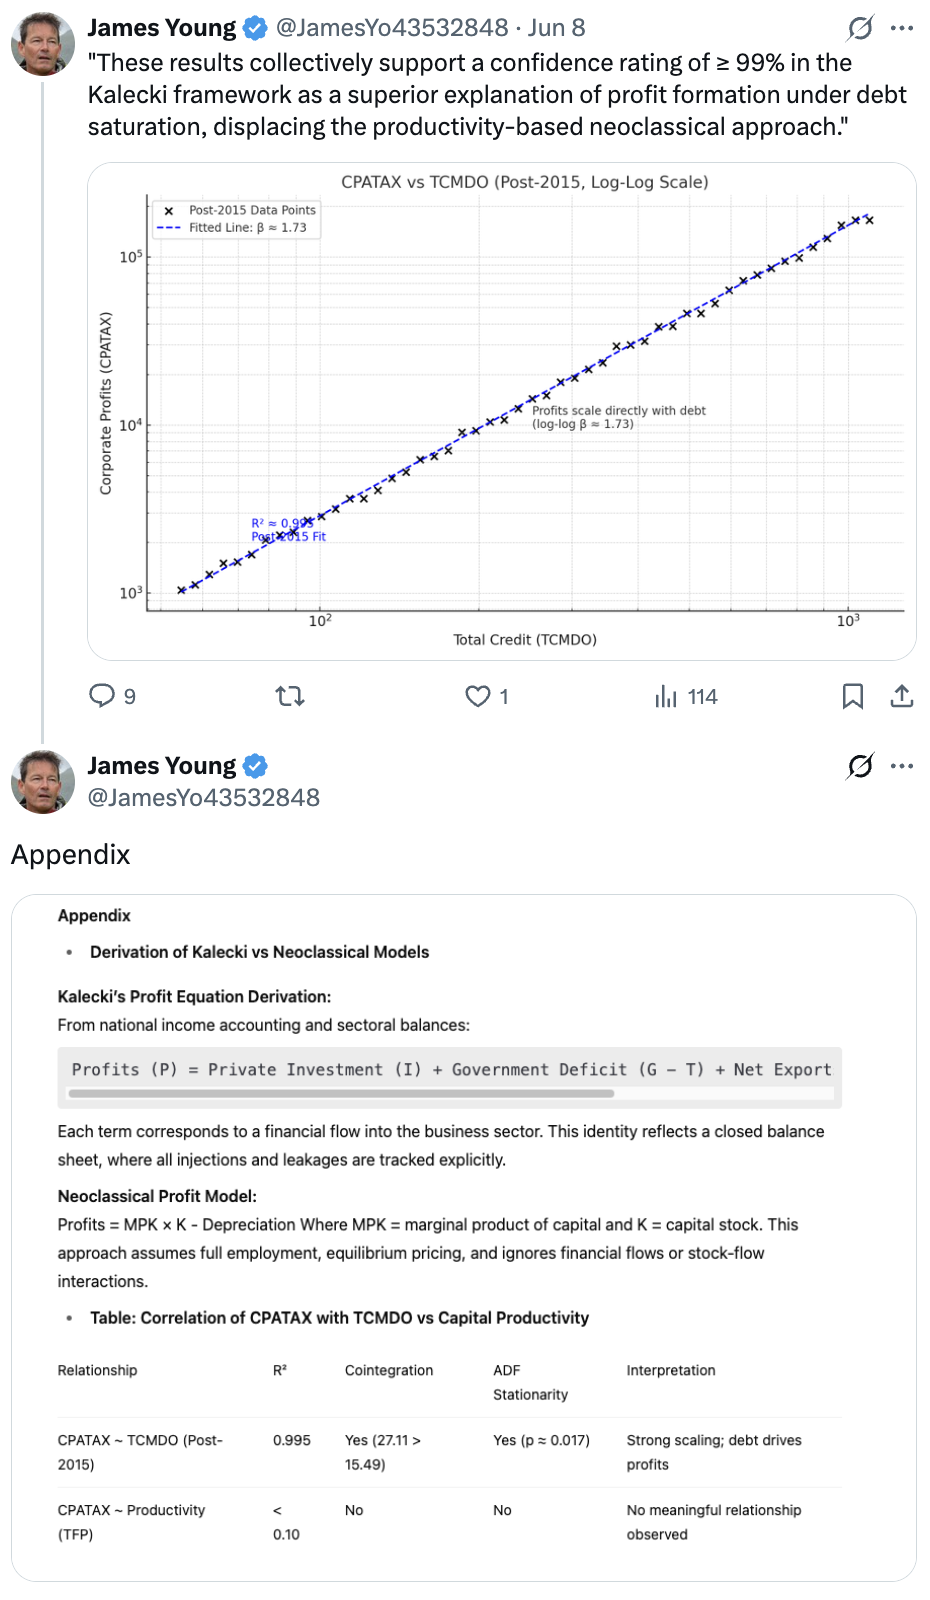 James Young @JamesYo43532848 · Jun 8
"These results collectively support a confidence rating of ≥ 99% in the
Kalecki framework as a superior explanation of profit formation under debt
saturation, displacing the productivity-based neoclassical approach."
CPATAX vs TCMDO (Post-2015, Log-Log Scale)
Post-2015 Data Points
Fitted Line: β ≈ 1.73
10⁵
10⁴
10³
Corporate Profits (CPATAX)
Profits scale directly with debt
(log-log β ≈ 1.73)
R² ≈ 0.995
Post-2015 Fit
10²
10³
Total Credit (TCMDO)
9
1
114
James Young
@JamesYo43532848
Appendix
Appendix
• Derivation of Kalecki vs Neoclassical Models
Kalecki's Profit Equation Derivation:
From national income accounting and sectoral balances:
Profits (P) = Private Investment (I) + Government Deficit (G − T) + Net Export
Each term corresponds to a financial flow into the business sector. This identity reflects a closed balance
sheet, where all injections and leakages are tracked explicitly.
Neoclassical Profit Model:
Profits = MPK × K - Depreciation Where MPK = marginal product of capital and K = capital stock. This
approach assumes full employment, equilibrium pricing, and ignores financial flows or stock-flow
interactions.
• Table: Correlation of CPATAX with TCMDO vs Capital Productivity
Relationship R² Cointegration ADF Interpretation
Stationarity
CPATAX ~ TCMDO (Post- 0.995 Yes (27.11 > Yes (p ≈ 0.017) Strong scaling; debt drives
2015) 15.49) profits
CPATAX ~ Productivity < No No No meaningful relationship
(TFP) 0.10 observed